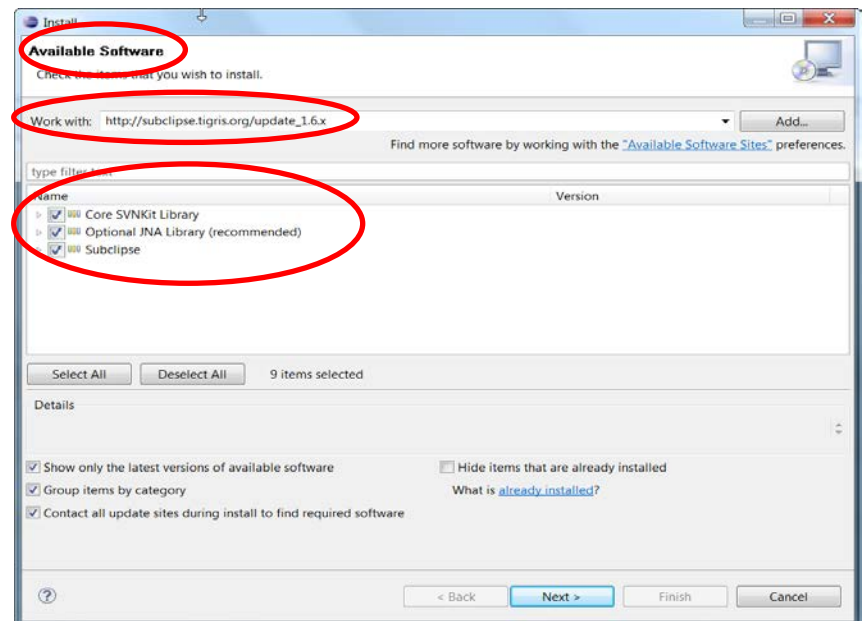 Install
Available Software
Check the items that you wish to install.
Work with: http://subclipse.tigris.org/update_1.6.x Add...
Find more software by working with the "Available Software Sites" preferences.
type filter text
Name Version
Core SVNKit Library
Optional JNA Library (recommended)
Subclipse
Select All Deselect All 9 items selected
Details
Show only the latest versions of available software Hide items that are already installed
Group items by category What is already installed?
Contact all update sites during install to find required software
? < Back Next > Finish Cancel